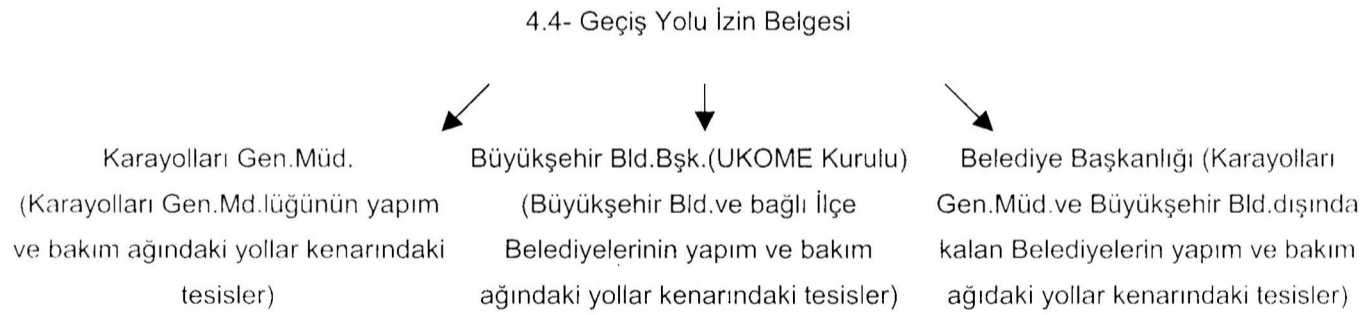 4.4- Geçiş Yolu İzin Belgesi
Karayolları Gen.Müd.
(Karayolları Gen.Md.lüğünün yapım
ve bakım ağındaki yollar kenarındaki
tesisler)
Büyükşehir Bld.Bşk.(UKOME Kurulu)
(Büyükşehir Bld.ve bağlı İlçe
Belediyelerinin yapım ve bakım
ağındaki yollar kenarındaki tesisler)
Belediye Başkanlığı (Karayolları
Gen.Müd.ve Büyükşehir Bld.dışında
kalan Belediyelerin yapım ve bakım
ağıdaki yollar kenarındaki tesisler)